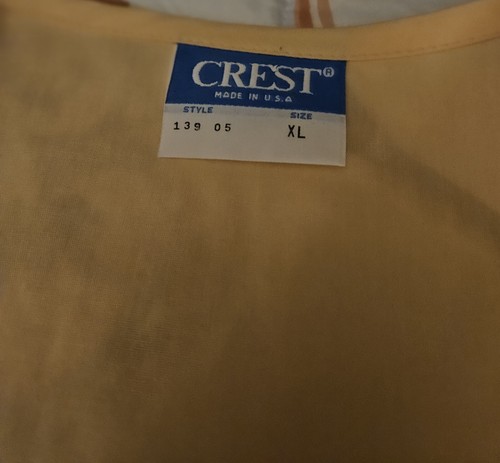 CREST®
MADE IN U.S.A
STYLE SIZE
139 05 XL